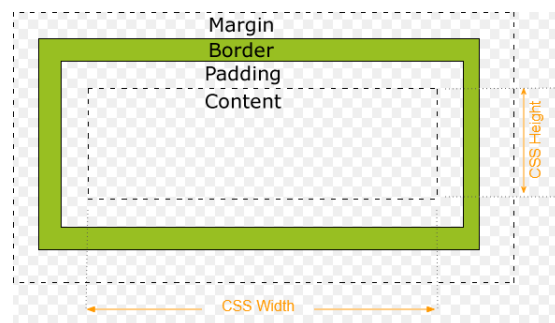 Margin
Border
Padding
Content
CSS Height
CSS Width